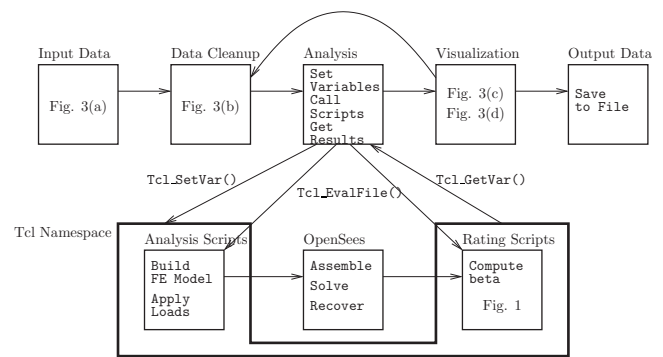 Input Data
Data Cleanup
Analysis
Visualization
Output Data
Fig. 3(a)
Fig. 3(b)
Set
Variables
Call
Scripts
Get
Results
Fig. 3(c)
Fig. 3(d)
Save
to File
Tcl_SetVar()
Tcl_EvalFile()
Tcl_GetVar()
Tcl Namespace
Analysis Scripts
OpenSees
Rating Scripts
Build
FE Model
Apply
Loads
Assemble
Solve
Recover
Compute
beta
Fig. 1